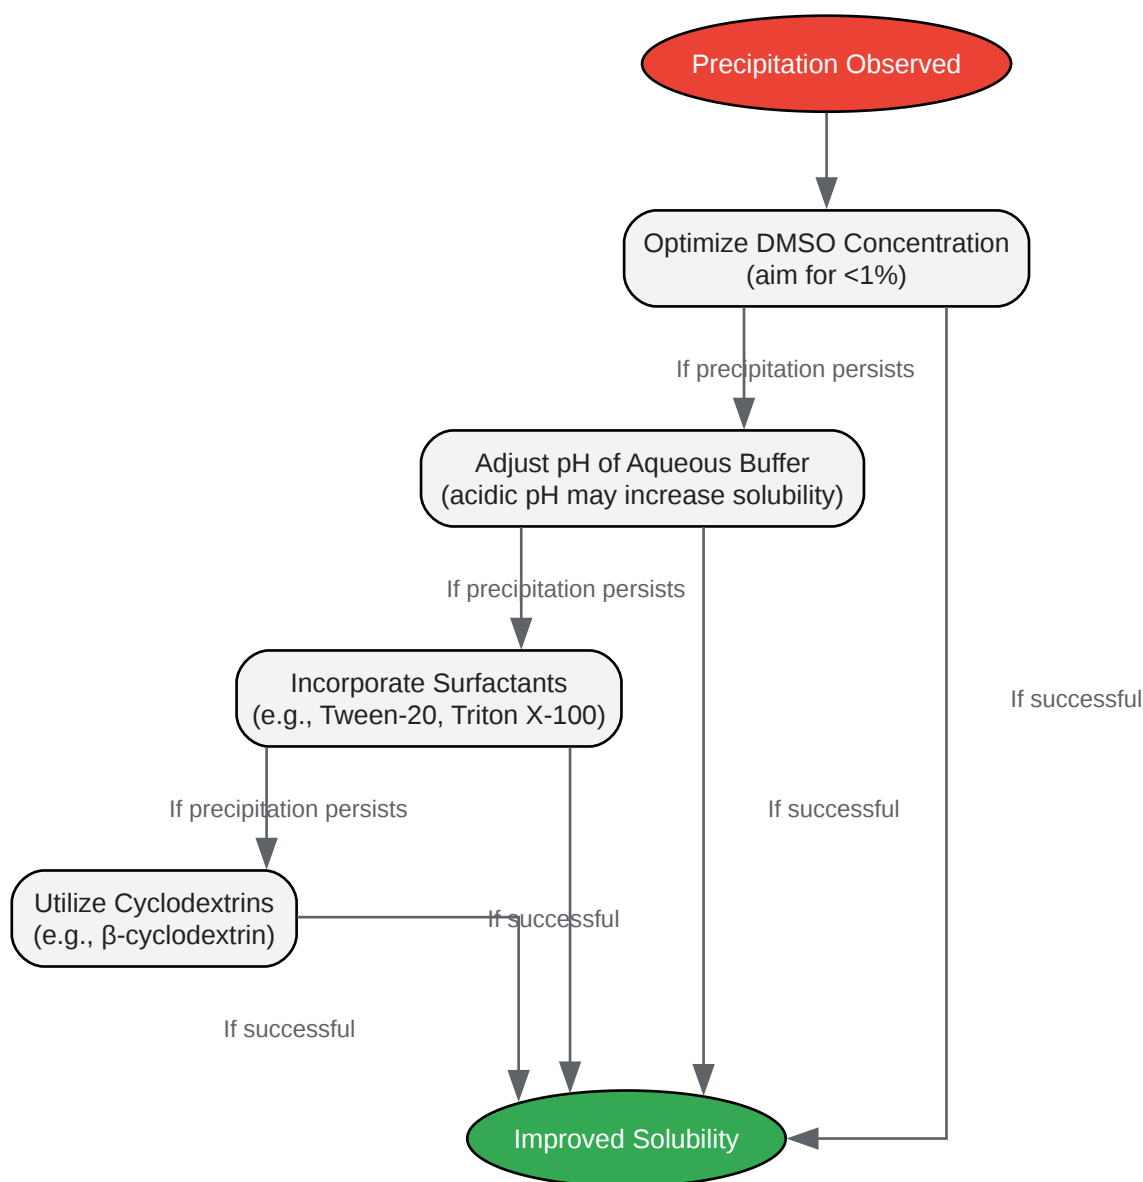 Precipitation Observed
Optimize DMSO Concentration
(aim for <1%)
If precipitation persists
Adjust pH of Aqueous Buffer
(acidic pH may increase solubility)
If precipitation persists
Incorporate Surfactants
(e.g., Tween-20, Triton X-100)
If successful
If precipitation persists
If successful
Utilize Cyclodextrins
(e.g., β-cyclodextrin)
If successful
If successful
Improved Solubility